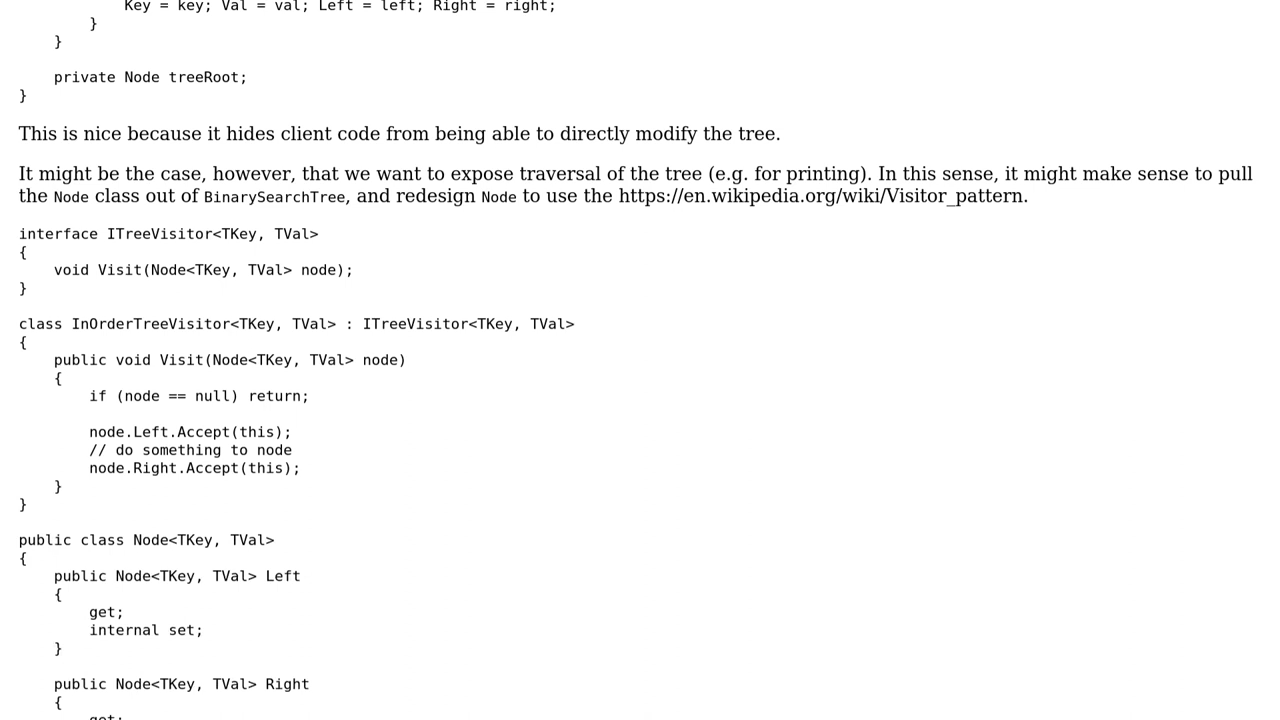 Key = key; Val = val; Left = left; Right = right;
        }
    }

    private Node treeRoot;
}
This is nice because it hides client code from being able to directly modify the tree.
It might be the case, however, that we want to expose traversal of the tree (e.g. for printing). In this sense, it might make sense to pull
the Node class out of BinarySearchTree, and redesign Node to use the https://en.wikipedia.org/wiki/Visitor_pattern.
interface ITreeVisitor<TKey, TVal>
{
    void Visit(Node<TKey, TVal> node);
}

class InOrderTreeVisitor<TKey, TVal> : ITreeVisitor<TKey, TVal>
{
    public void Visit(Node<TKey, TVal> node)
    {
        if (node == null) return;

        node.Left.Accept(this);
        // do something to node
        node.Right.Accept(this);
    }
}

public class Node<TKey, TVal>
{
    public Node<TKey, TVal> Left
    {
        get;
        internal set;
    }

    public Node<TKey, TVal> Right
    {
        get;